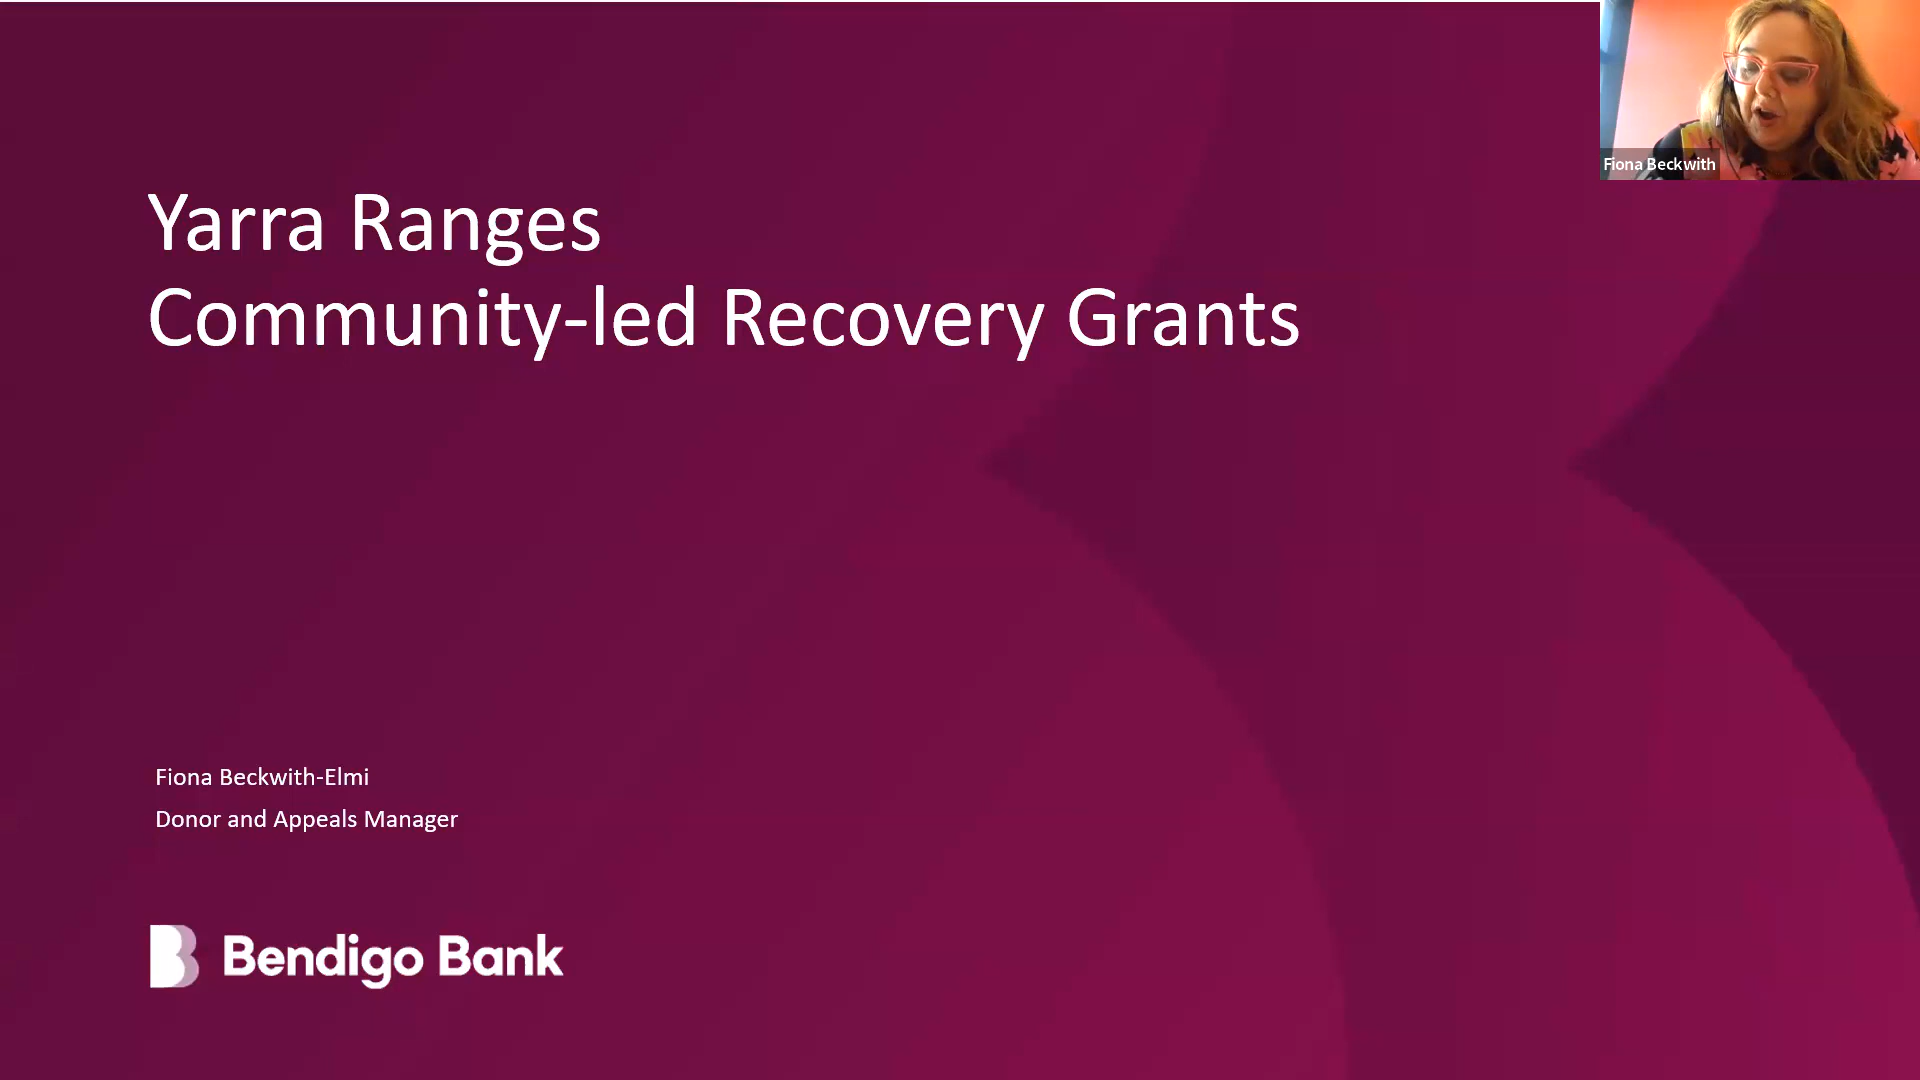 Yarra Ranges
Community-led Recovery Grants
Fiona Beckwith
Fiona Beckwith-Elmi
Donor and Appeals Manager
Bendigo Bank